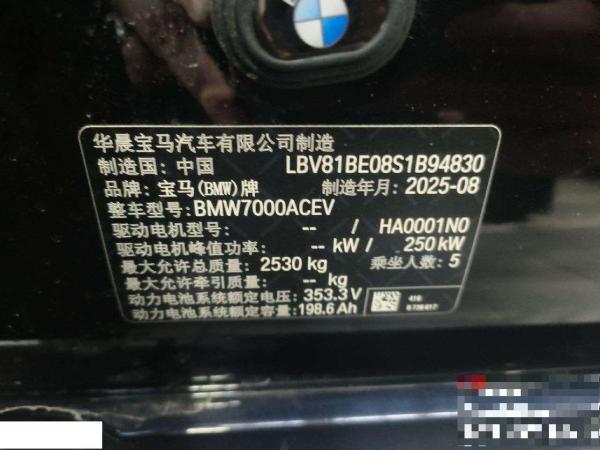 华晨宝马汽车有限公司制造
制造国: 中国 LBV81BE08S1B94830
品牌: 宝马(BMW)牌 制造年月: 2025-08
整车型号: BMW7000ACEV
驱动电机型号: -- / HA0001N0
驱动电机峰值功率: -- kW / 250 kW
最大允许总质量: 2530 kg 乘坐人数: 5
最大允许牵引质量: -- kg
动力电池系统额定电压: 353.3 V
动力电池系统额定容量: 198.6 Ah